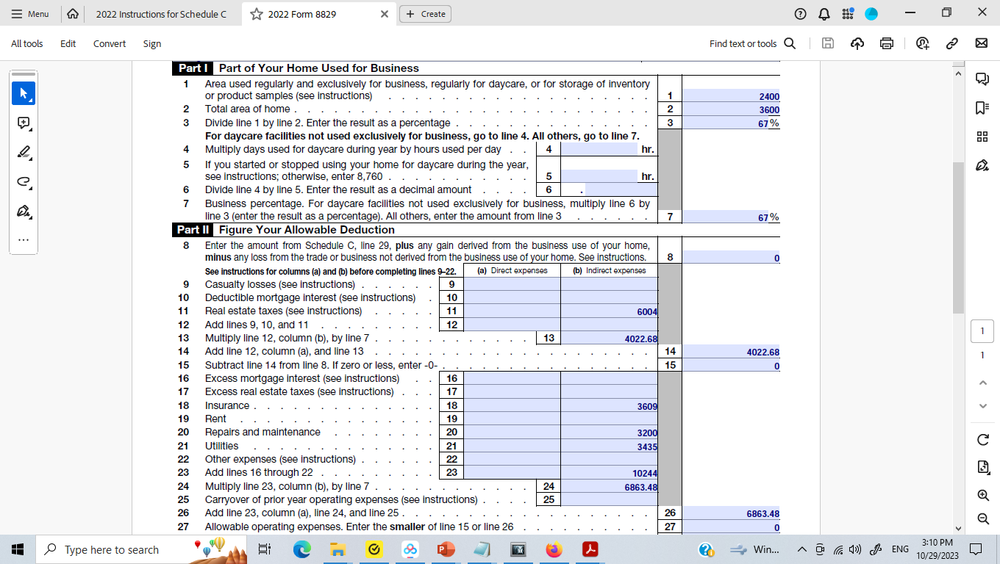 Menu 2022 Instructions for Schedule C 2022 Form 8829 Create
All tools Edit Convert Sign Find text or tools
Part I Part of Your Home Used for Business
1 Area used regularly and exclusively for business, regularly for daycare, or for storage of inventory
or product samples (see instructions) . . . . . . . . . . . . . . . . . . . . 1 2400
2 Total area of home . . . . . . . . . . . . . . . . . . . . . . . . . . . 2 3600
3 Divide line 1 by line 2. Enter the result as a percentage . . . . . . . . . . . . . . . 3 67 %
For daycare facilities not used exclusively for business, go to line 4. All others, go to line 7.
4 Multiply days used for daycare during year by hours used per day . . 4 hr.
5 If you started or stopped using your home for daycare during the year,
see instructions; otherwise, enter 8,760 . . . . . . . . . . . 5 hr.
6 Divide line 4 by line 5. Enter the result as a decimal amount . . . . 6 .
7 Business percentage. For daycare facilities not used exclusively for business, multiply line 6 by
line 3 (enter the result as a percentage). All others, enter the amount from line 3 . . . . . . 7 67 %
Part II Figure Your Allowable Deduction
8 Enter the amount from Schedule C, line 29, plus any gain derived from the business use of your home,
minus any loss from the trade or business not derived from the business use of your home. See instructions. 8 0
See instructions for columns (a) and (b) before completing lines 9–22. (a) Direct expenses (b) Indirect expenses
9 Casualty losses (see instructions) . . . . . . 9
10 Deductible mortgage interest (see instructions) . 10
11 Real estate taxes (see instructions) . . . . . 11 6004
12 Add lines 9, 10, and 11 . . . . . . . . . 12
13 Multiply line 12, column (b), by line 7 . . . . . . . . . . . . 13 4022.68
14 Add line 12, column (a), and line 13 . . . . . . . . . . . . . . . . . . . . . 14 4022.68
15 Subtract line 14 from line 8. If zero or less, enter -0- . . . . . . . . . . . . . . . . 15 0
16 Excess mortgage interest (see instructions) . . 16
17 Excess real estate taxes (see instructions) . . . 17
18 Insurance . . . . . . . . . . . . . . 18 3609
19 Rent . . . . . . . . . . . . . . . 19
20 Repairs and maintenance . . . . . . . . 20 3200
21 Utilities . . . . . . . . . . . . . . 21 3435
22 Other expenses (see instructions) . . . . . . 22
23 Add lines 16 through 22 . . . . . . . . . 23 10244
24 Multiply line 23, column (b), by line 7 . . . . . . . . . . . . 24 6863.48
25 Carryover of prior year operating expenses (see instructions) . . . . 25
26 Add line 23, column (a), line 24, and line 25 . . . . . . . . . . . . . . . . . . . 26 6863.48
27 Allowable operating expenses. Enter the smaller of line 15 or line 26 . . . . . . . . . . 27 0
1
1
Type here to search Win... ENG 3:10 PM
10/29/2023